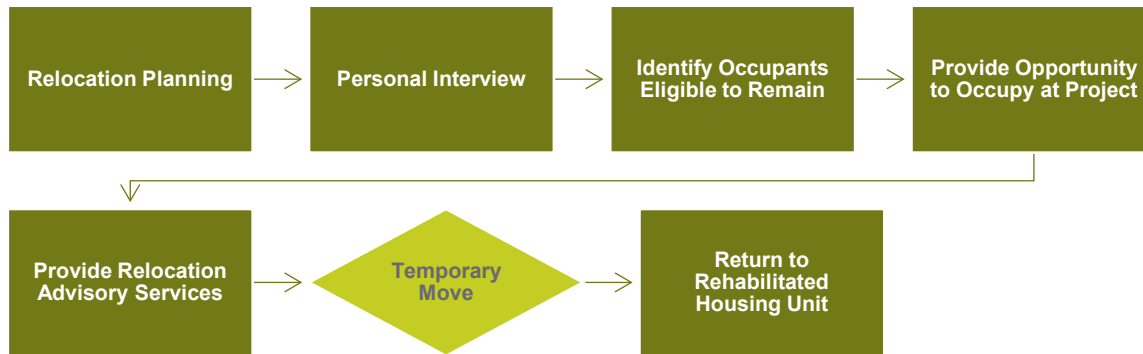 Relocation Planning
Personal Interview
Identify Occupants
Eligible to Remain
Provide Opportunity
to Occupy at Project
Provide Relocation
Advisory Services
Temporary
Move
Return to
Rehabilitated
Housing Unit